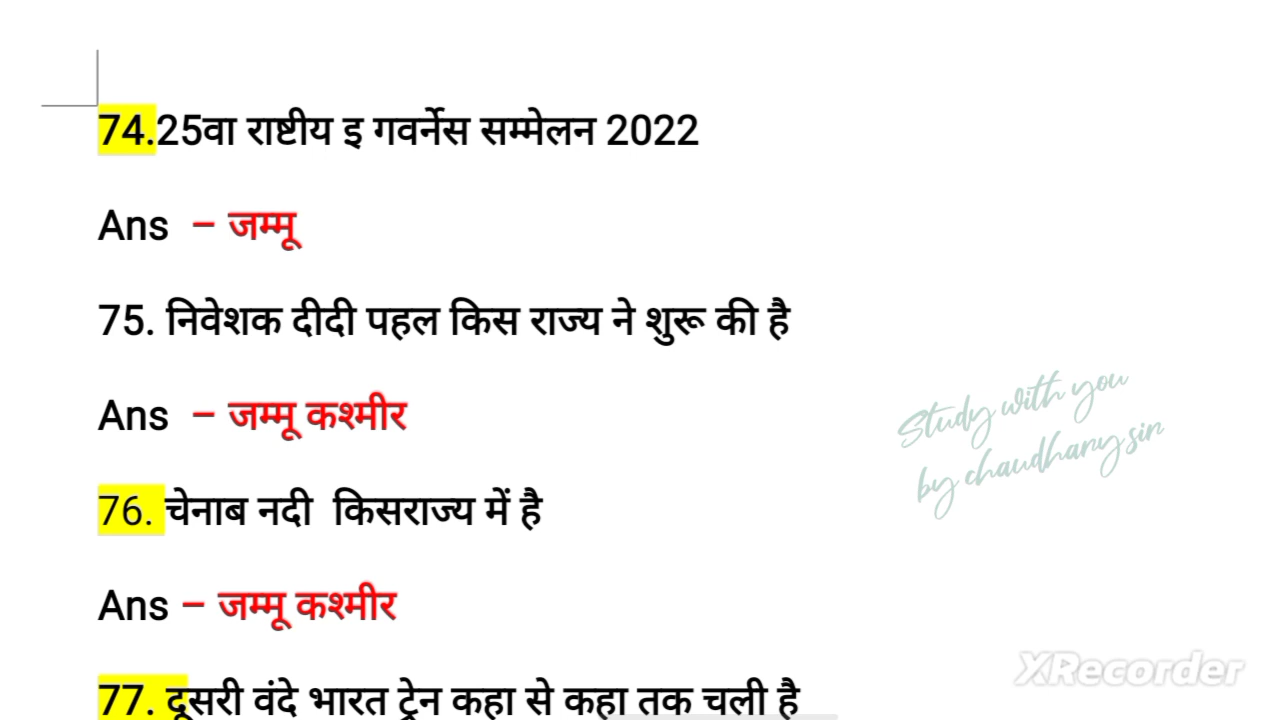 74.25वा राष्टीय इ गवर्नेस सम्मेलन 2022
Ans – जम्मू
75. निवेशक दीदी पहल किस राज्य ने शुरू की है
Ans – जम्मू कश्मीर
Study with you
by chaudhary sin
76. चेनाब नदी किसराज्य में है
Ans – जम्मू कश्मीर
XRecorder
77. दूसरी वंदे भारत ट्रेन कहा से कहा तक चली है